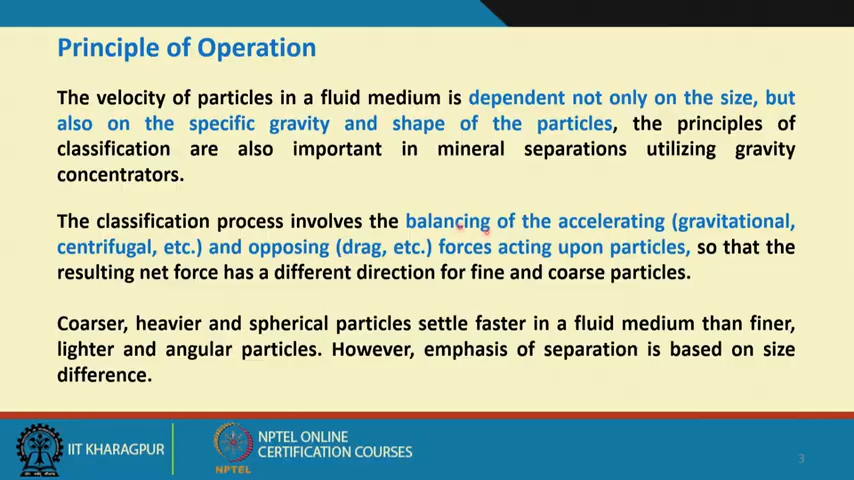 Principle of Operation
The velocity of particles in a fluid medium is dependent not only on the size, but
also on the specific gravity and shape of the particles, the principles of
classification are also important in mineral separations utilizing gravity
concentrators.
The classification process involves the balancing of the accelerating (gravitational,
centrifugal, etc.) and opposing (drag, etc.) forces acting upon particles, so that the
resulting net force has a different direction for fine and coarse particles.
Coarser, heavier and spherical particles settle faster in a fluid medium than finer,
lighter and angular particles. However, emphasis of separation is based on size
difference.
IIT KHARAGPUR
NPTEL
NPTEL ONLINE
CERTIFICATION COURSES
3